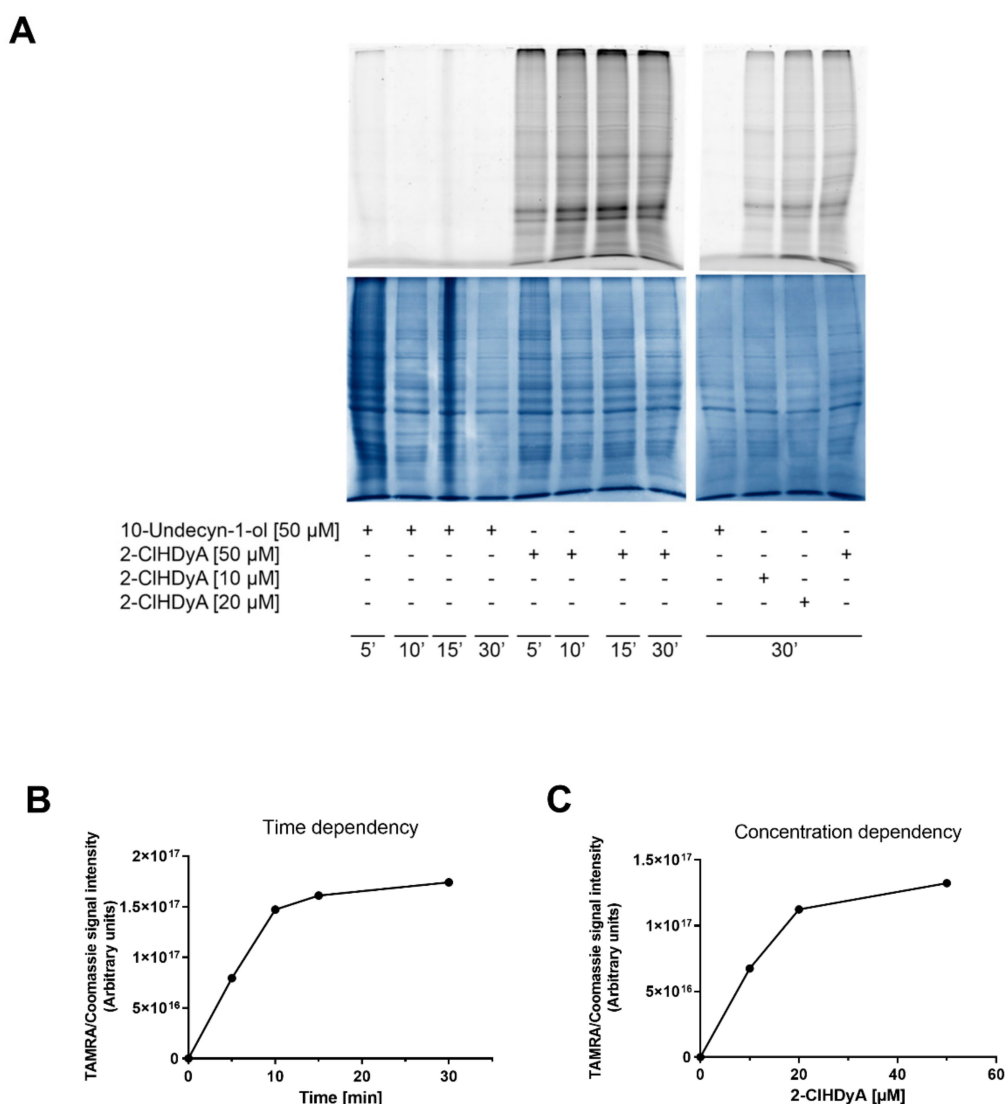 A
10-Undecyn-1-ol [50 µM] + + + + - - - - + - - -
2-ClHDyA [50 µM] - - - - + + + + - - - +
2-ClHDyA [10 µM] - - - - - - - - - + - -
2-ClHDyA [20 µM] - - - - - - - - - - + -
5’ 10’ 15’ 30’ 5’ 10’ 15’ 30’ 30’
B
Time dependency
TAMRA/Coomassie signal intensity
(Arbitrary units)
2×10¹⁷
1.5×10¹⁷
1×10¹⁷
5×10¹⁶
0
0 10 20 30
Time [min]
C
Concentration dependency
TAMRA/Coomassie signal intensity
(Arbitrary units)
1.5×10¹⁷
1×10¹⁷
5×10¹⁶
0
0 20 40 60
2-ClHDyA [µM]